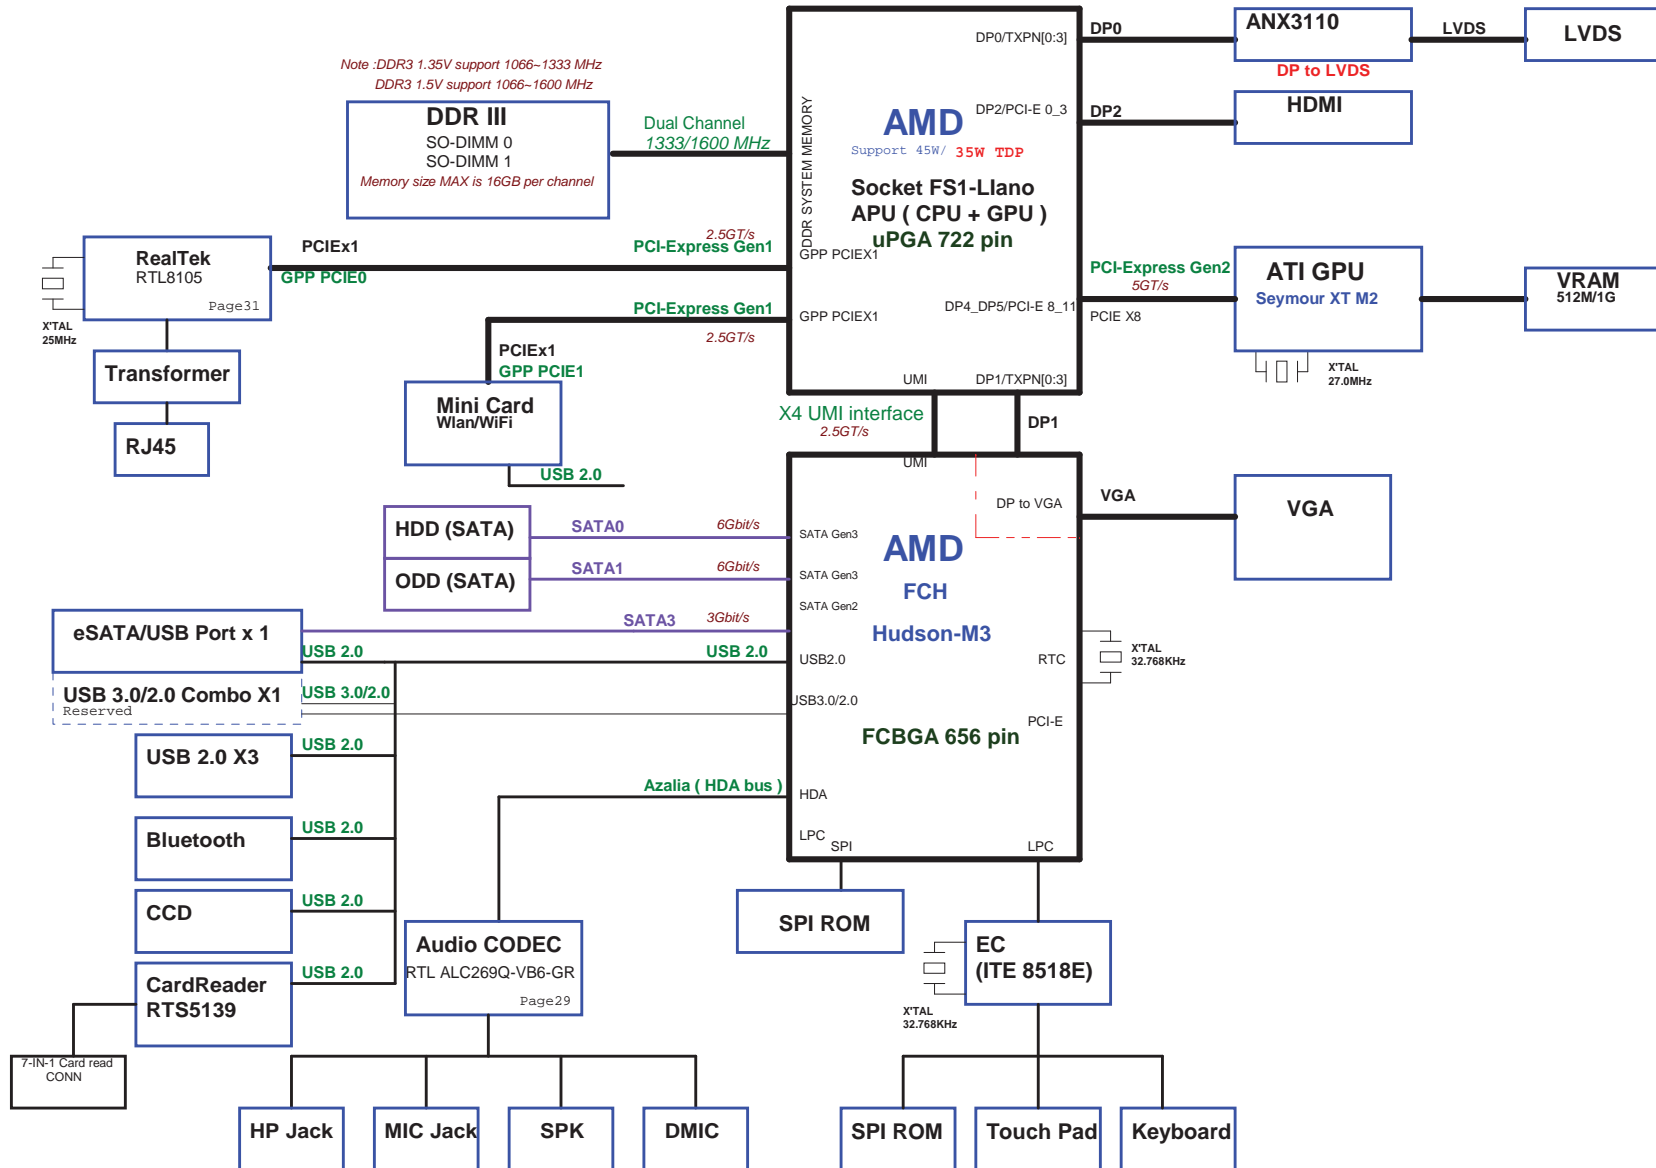 ANX3110
LVDS
LVDS
DP0
DP0/TXPN[0:3]
DP to LVDS
Note :DDR3 1.35V support 1066~1333 MHz
DDR3 1.5V support 1066~1600 MHz
DDR III
SO-DIMM 0
SO-DIMM 1
Memory size MAX is 16GB per channel
Dual Channel
1333/1600 MHz
DDDR SYSTEM MEMORY
AMD
Support 45W/ 35W TDP
Socket FS1-Llano
APU ( CPU + GPU )
uPGA 722 pin
DP2/PCI-E 0_3
DP2
HDMI
RealTek
RTL8105
Page31
X'TAL
25MHz
PCIEx1
GPP PCIE0
2.5GT/s
PCI-Express Gen1
GPP PCIEX1
PCI-Express Gen1
2.5GT/s
GPP PCIEX1
PCIEx1
GPP PCIE1
DP4_DP5/PCI-E 8_11
PCI-Express Gen2
5GT/s
PCIE X8
ATI GPU
Seymour XT M2
VRAM
512M/1G
X'TAL
27.0MHz
Transformer
RJ45
Mini Card
Wlan/WiFi
USB 2.0
UMI
DP1/TXPN[0:3]
X4 UMI interface
2.5GT/s
DP1
UMI
DP to VGA
VGA
VGA
HDD (SATA)
SATA0
6Gbit/s
SATA Gen3
ODD (SATA)
SATA1
6Gbit/s
SATA Gen3
SATA Gen2
AMD
FCH
Hudson-M3
FCBGA 656 pin
eSATA/USB Port x 1
SATA3
3Gbit/s
USB 2.0
USB 2.0
USB2.0
RTC
X'TAL
32.768KHz
USB 3.0/2.0 Combo X1
Reserved
USB 3.0/2.0
USB3.0/2.0
PCI-E
USB 2.0 X3
USB 2.0
Azalia ( HDA bus )
HDA
LPC
SPI
LPC
Bluetooth
USB 2.0
CCD
USB 2.0
CardReader
RTS5139
USB 2.0
7-IN-1 Card read
CONN
Audio CODEC
RTL ALC269Q-VB6-GR
Page29
SPI ROM
EC
(ITE 8518E)
X'TAL
32.768KHz
HP Jack
MIC Jack
SPK
DMIC
SPI ROM
Touch Pad
Keyboard